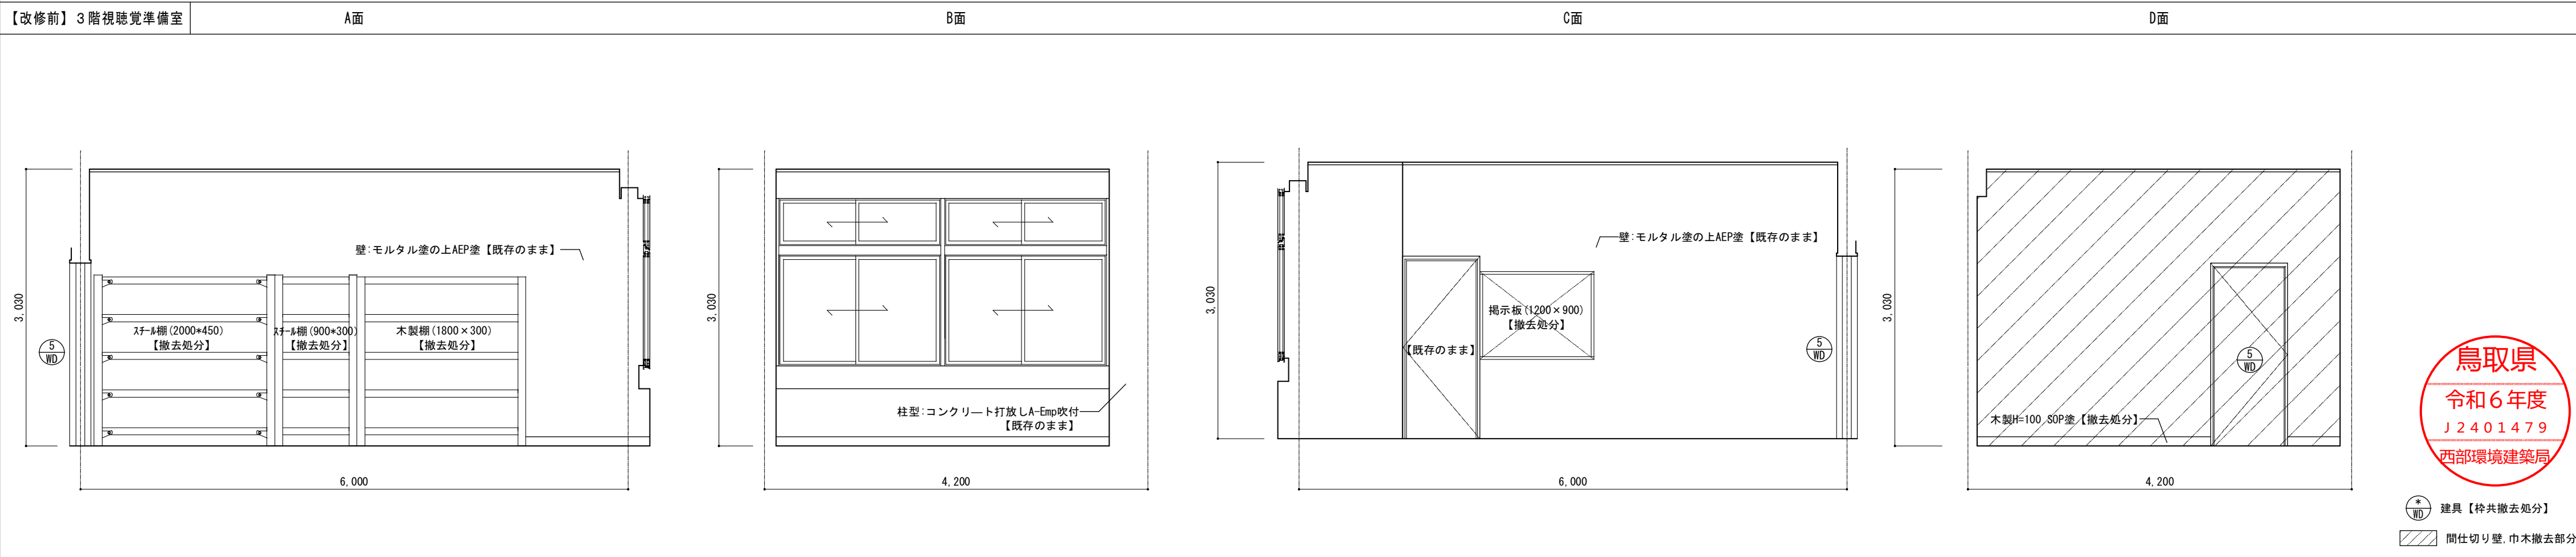 【改修前】３階視聴覚準備室
A面
B面
C面
D面
3,030
壁:モルタル塗の上AEP塗【既存のまま】
ｽﾁｰﾙ棚(2000*450)
【撤去処分】
ｽﾁｰﾙ棚(900*300)
【撤去処分】
木製棚(1800×300)
【撤去処分】
5
WD
6,000
3,030
柱型:コンクリート打放しA-Emp吹付
【既存のまま】
4,200
3,030
壁:モルタル塗の上AEP塗【既存のまま】
掲示板(1200×900)
【撤去処分】
【既存のまま】
5
WD
6,000
3,030
5
WD
木製H=100 SOP塗【撤去処分】
4,200
鳥取県
令和６年度
Ｊ２４０１４７９
西部環境建築局
*
WD
建具【枠共撤去処分】
間仕切り壁,巾木撤去部分